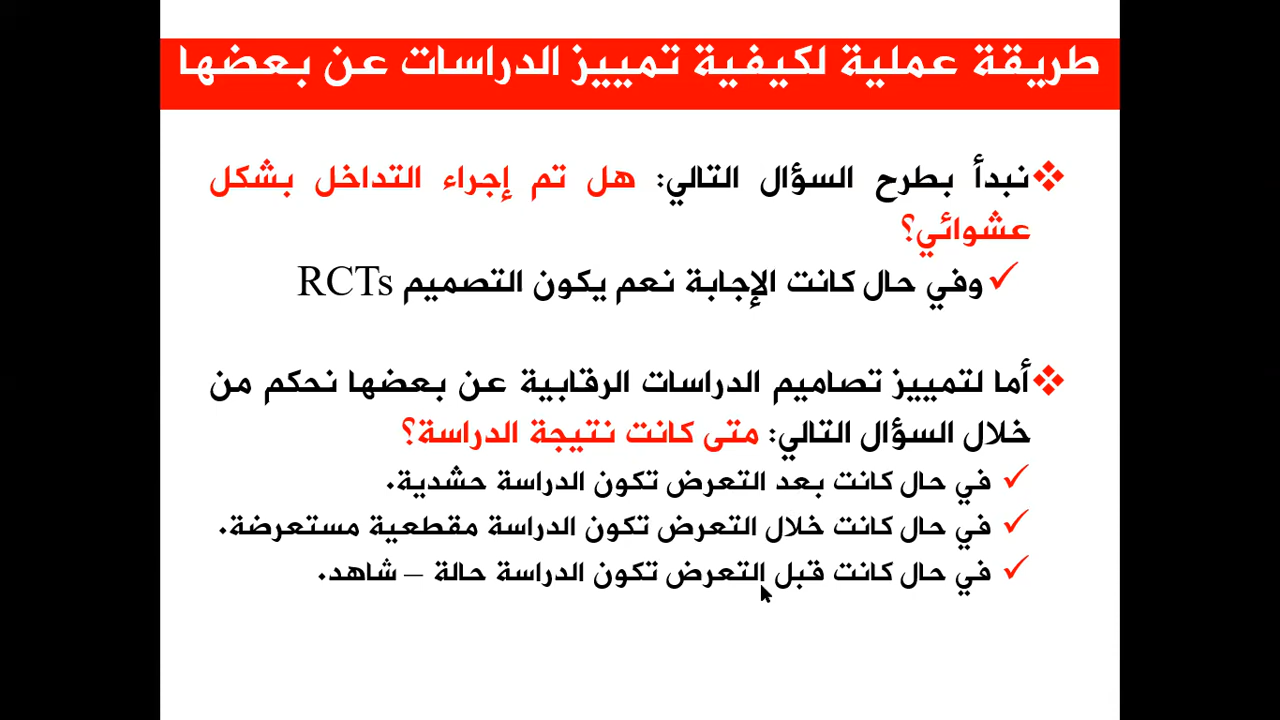 طريقة عملية لكيفية تمييز الدراسات عن بعضها
نبدأ بطرح السؤال التالي: هل تم إجراء التداخل بشكل
عشوائي؟
وفي حال كانت الإجابة نعم يكون التصميم RCTs
أما لتمييز تصاميم الدراسات الرقابية عن بعضها نحكم من
خلال السؤال التالي: متى كانت نتيجة الدراسة؟
في حال كانت بعد التعرض تكون الدراسة حشدية.
في حال كانت خلال التعرض تكون الدراسة مقطعية مستعرضة.
في حال كانت قبل التعرض تكون الدراسة حالة – شاهد.